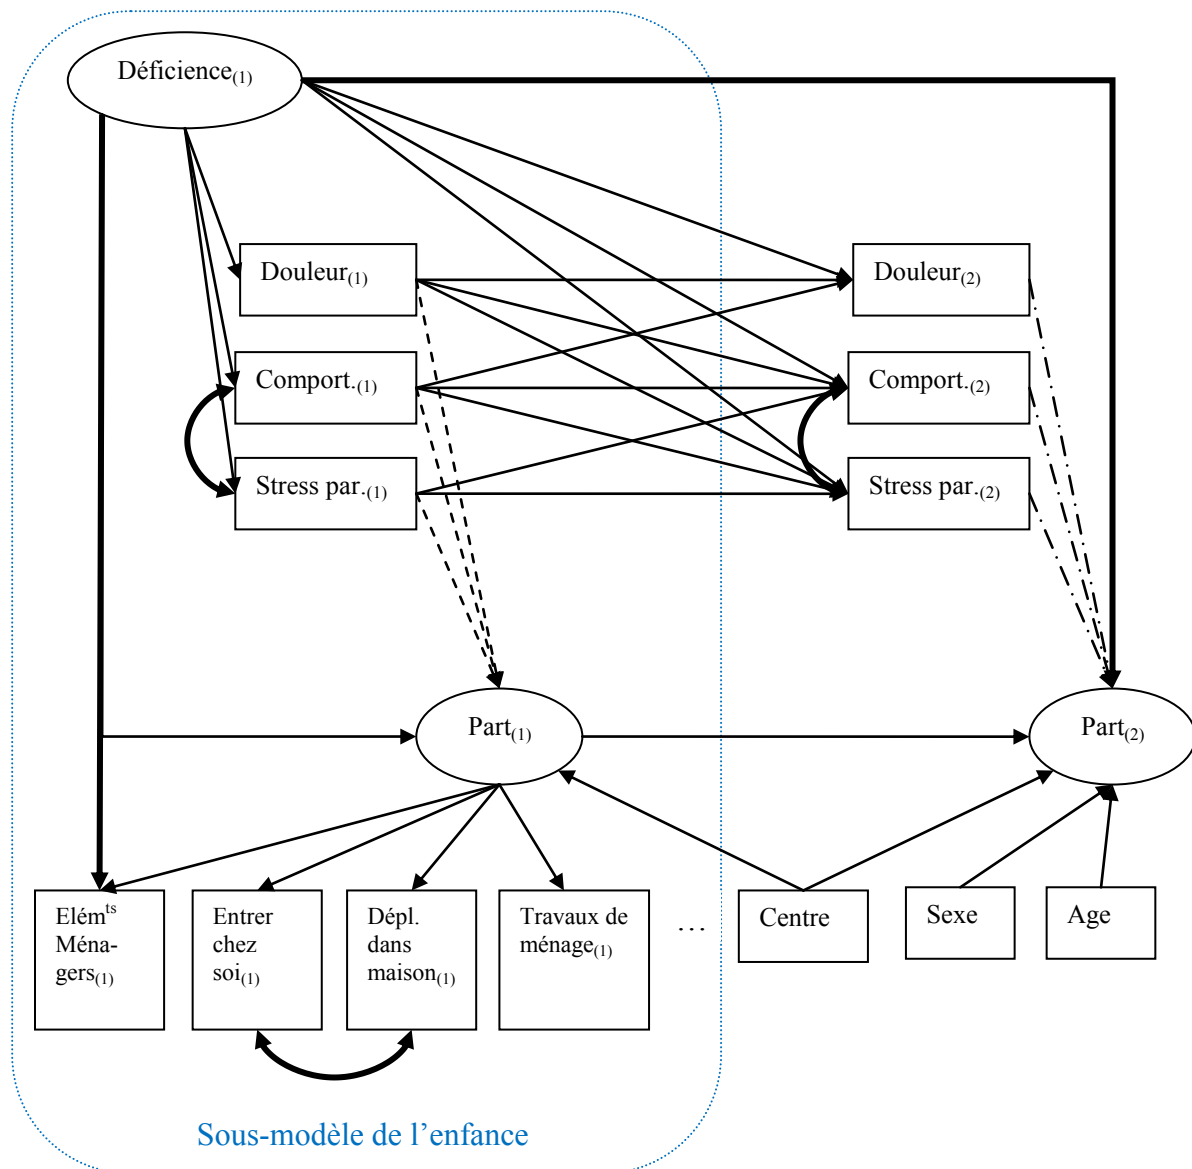 Déficience(1)
Douleur(1)
Douleur(2)
Comport.(1)
Comport.(2)
Stress par.(1)
Stress par.(2)
Part(1)
Part(2)
Elémts
Ména-
gers(1)
Entrer
chez
soi(1)
Dépl.
dans
maison(1)
Travaux de
ménage(1)
...
Centre
Sexe
Age
Sous-modèle de l’enfance